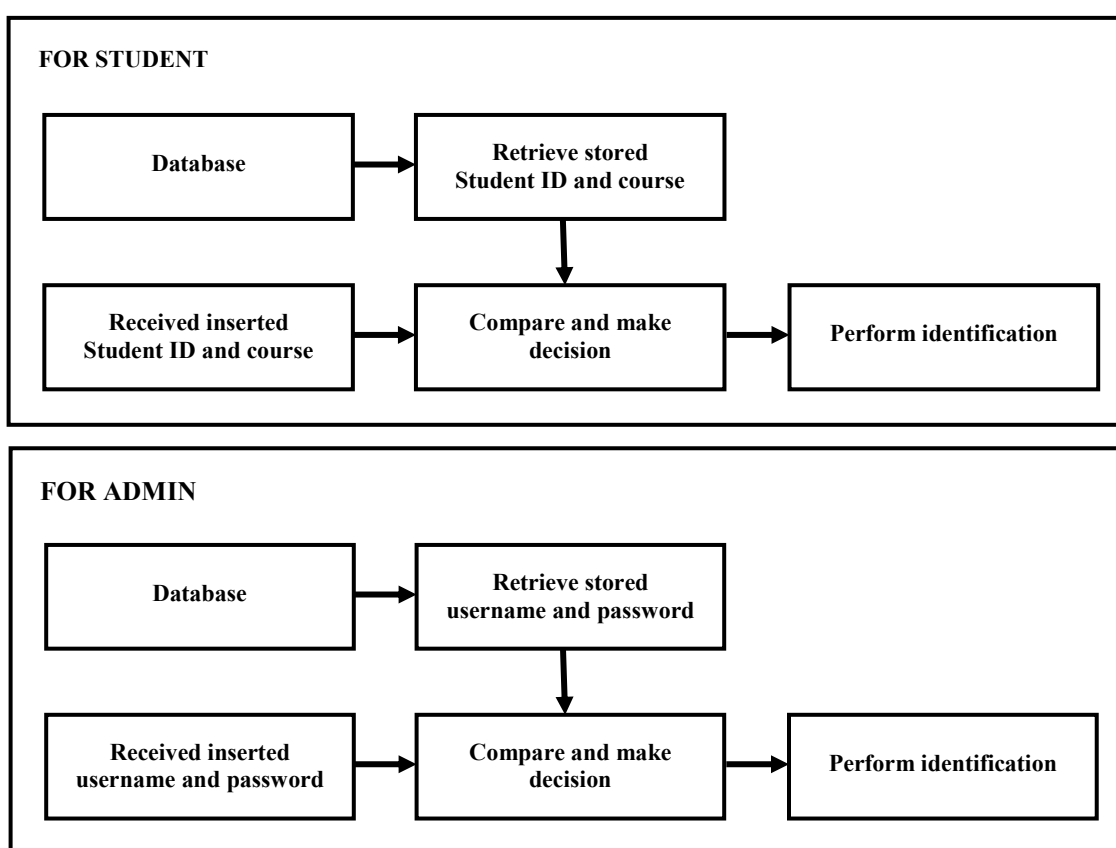 FOR STUDENT
Database
Retrieve stored
Student ID and course
Received inserted
Student ID and course
Compare and make
decision
Perform identification
FOR ADMIN
Database
Retrieve stored
username and password
Received inserted
username and password
Compare and make
decision
Perform identification